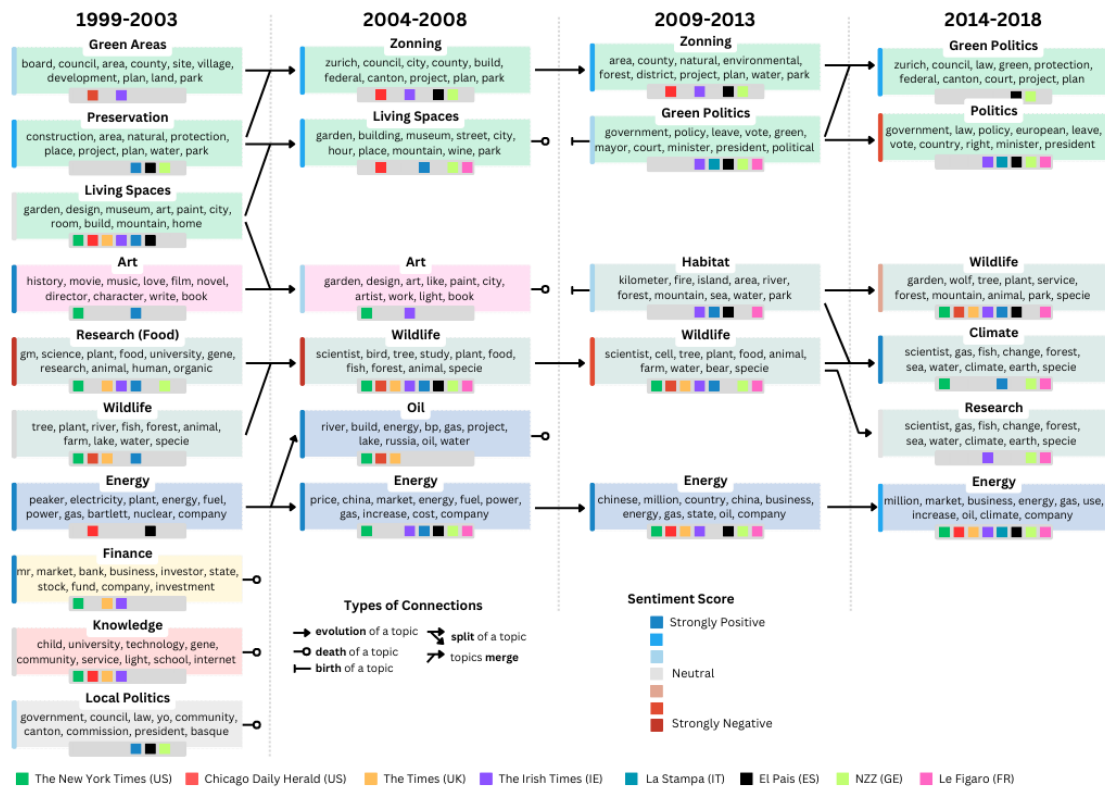 1999-2003
2004-2008
2009-2013
2014-2018
Green Areas
board, council, area, county, site, village,
development, plan, land, park
Preservation
construction, area, natural, protection,
place, project, plan, water, park
Living Spaces
garden, design, museum, art, paint, city,
room, build, mountain, home
Art
history, movie, music, love, film, novel,
director, character, write, book
Research (Food)
gm, science, plant, food, university, gene,
research, animal, human, organic
Wildlife
tree, plant, river, fish, forest, animal,
farm, lake, water, specie
Energy
peaker, electricity, plant, energy, fuel,
power, gas, bartlett, nuclear, company
Finance
mr, market, bank, business, investor, state,
stock, fund, company, investment
Knowledge
child, university, technology, gene,
community, service, light, school, internet
Local Politics
government, council, law, yo, community,
canton, commission, president, basque
Zonning
zurich, council, city, county, build,
federal, canton, project, plan, park
Living Spaces
garden, building, museum, street, city,
hour, place, mountain, wine, park
Art
garden, design, art, like, paint, city,
artist, work, light, book
Wildlife
scientist, bird, tree, study, plant, food,
fish, forest, animal, specie
Oil
river, build, energy, bp, gas, project,
lake, russia, oil, water
Energy
price, china, market, energy, fuel, power,
gas, increase, cost, company
Zonning
area, county, natural, environmental,
forest, district, project, plan, water, park
Green Politics
government, policy, leave, vote, green,
mayor, court, minister, president, political
Habitat
kilometer, fire, island, area, river,
forest, mountain, sea, water, park
Wildlife
scientist, cell, tree, plant, food, animal,
farm, water, bear, specie
Energy
chinese, million, country, china, business,
energy, gas, state, oil, company
Green Politics
zurich, council, law, green, protection,
federal, canton, court, project, plan
Politics
government, law, policy, european, leave,
vote, country, right, minister, president
Wildlife
garden, wolf, tree, plant, service,
forest, mountain, animal, park, specie
Climate
scientist, gas, fish, change, forest,
sea, water, climate, earth, specie
Research
scientist, gas, fish, change, forest,
sea, water, climate, earth, specie
Energy
million, market, business, energy, gas, use,
increase, oil, climate, company
Types of Connections
evolution of a topic
death of a topic
birth of a topic
split of a topic
topics merge
Sentiment Score
Strongly Positive
Neutral
Strongly Negative
The New York Times (US)
Chicago Daily Herald (US)
The Times (UK)
The Irish Times (IE)
La Stampa (IT)
El Pais (ES)
NZZ (GE)
Le Figaro (FR)